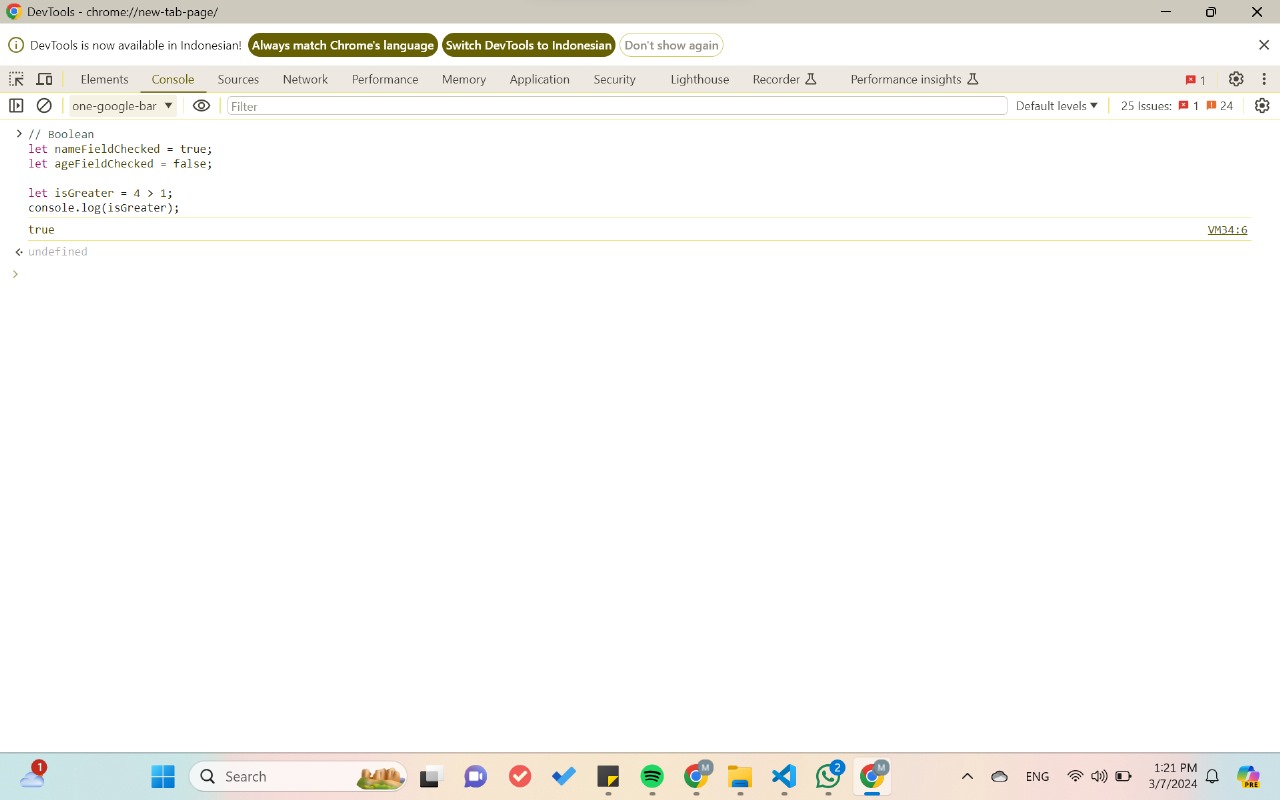 DevTools - chrome://new-tab-page/
DevTools is now available in Indonesian! Always match Chrome's language Switch DevTools to Indonesian Don't show again
Elements Console Sources Network Performance Memory Application Security Lighthouse Recorder Performance insights 1
one-google-bar Filter Default levels 25 Issues: 1 24
// Boolean
let nameFieldChecked = true;
let ageFieldChecked = false;
let isGreater = 4 > 1;
console.log(isGreater);
true VM34:6
undefined
1 Search M 2 M ENG 1:21 PM PRE
3/7/2024